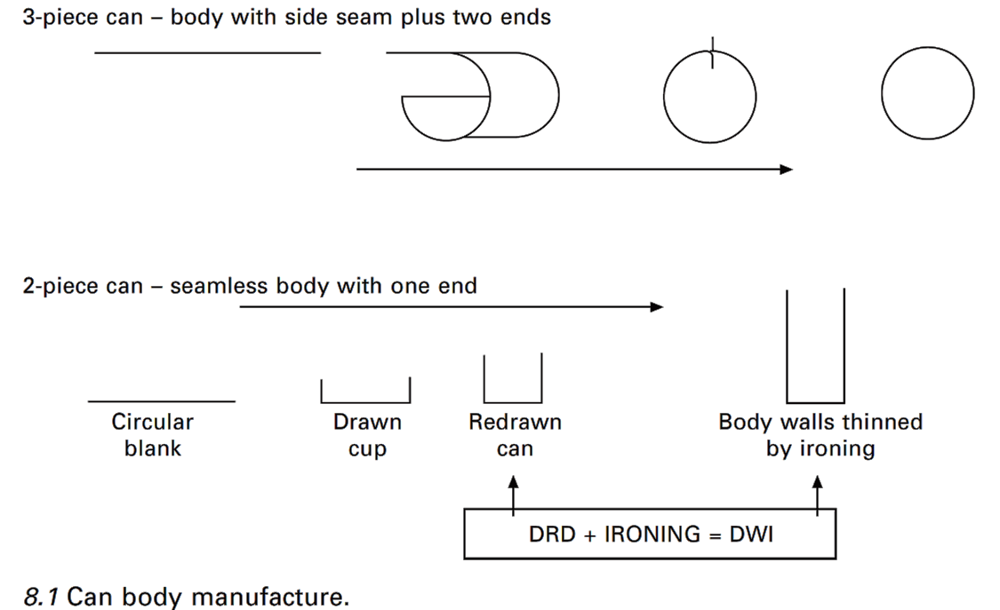 3-piece can – body with side seam plus two ends
2-piece can – seamless body with one end
Circular
blank
Drawn
cup
Redrawn
can
Body walls thinned
by ironing
DRD + IRONING = DWI
8.1 Can body manufacture.